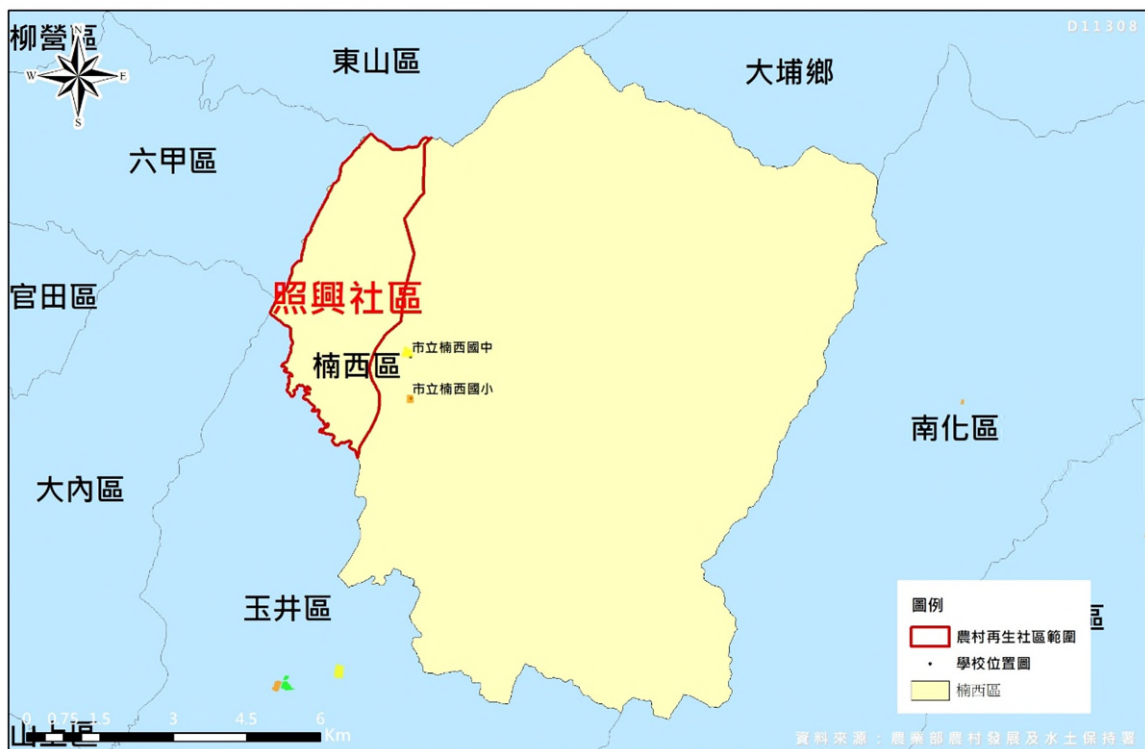 柳營區
N
W
E
S
東山區
大埔鄉
D11308
六甲區
官田區
照興社區
市立楠西國中
楠西區
市立楠西國小
南化區
大內區
玉井區
圖例
農村再生社區範圍
學校位置圖
楠西區
區
0 0.75 1.5 3 4.5 6
Km
山上區
資料來源：農業部農村發展及水土保持署